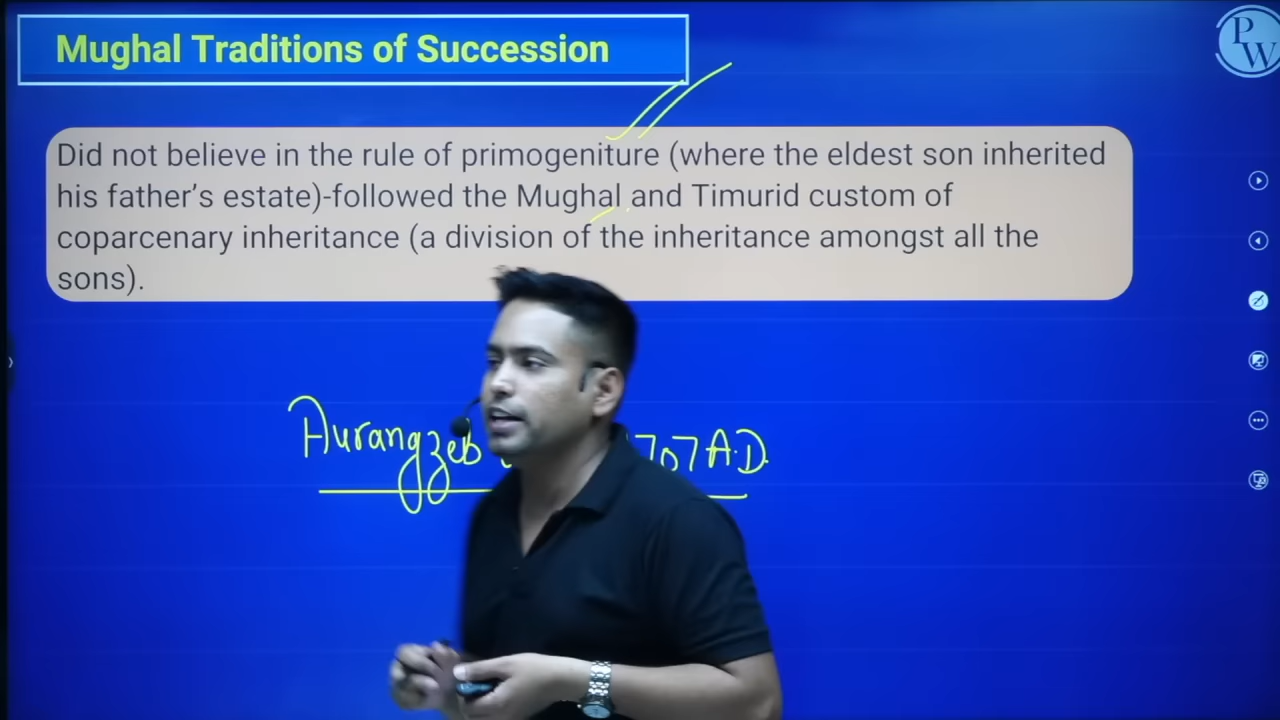 Mughal Traditions of Succession
PW
Did not believe in the rule of primogeniture (where the eldest son inherited
his father's estate)-followed the Mughal and Timurid custom of
coparcenary inheritance (a division of the inheritance amongst all the
sons).
Aurangzeb 707 A.D.